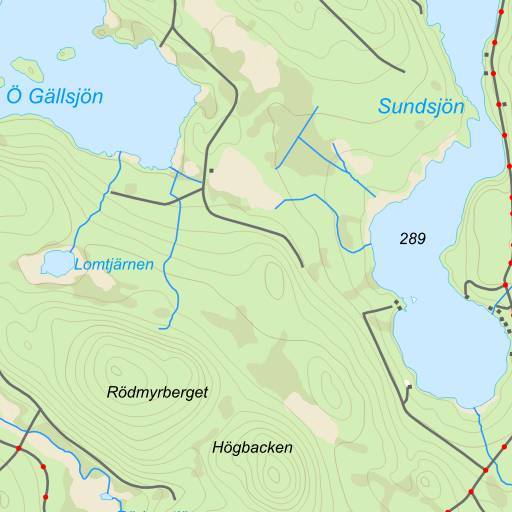 Ö Gällsjön
Sundsjön
289
Lomtjärnen
Rödmyrberget
Högbacken